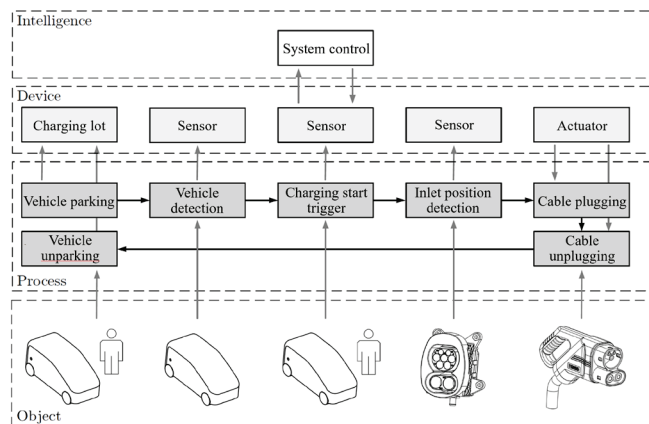 Intelligence
System control
Device
Charging lot
Sensor
Sensor
Sensor
Actuator
Vehicle parking
Vehicle
detection
Charging start
trigger
Inlet position
detection
Cable plugging
Vehicle
unparking
Cable
unplugging
Process
Object